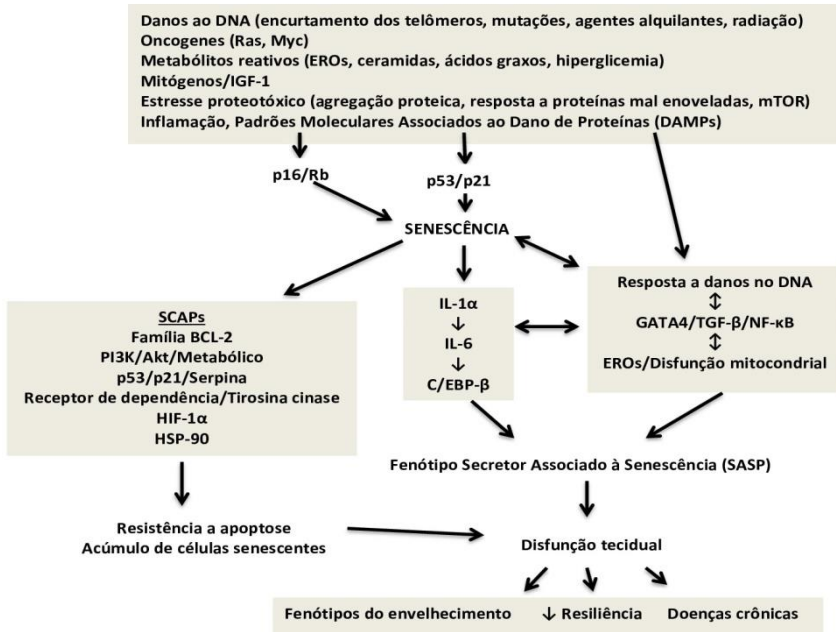 Danos ao DNA (encurtamento dos telômeros, mutações, agentes alquilantes, radiação)
Oncogenes (Ras, Myc)
Metabólitos reativos (EROs, ceramidas, ácidos graxos, hiperglicemia)
Mitógenos/IGF-1
Estresse proteotóxico (agregação proteica, resposta a proteínas mal enoveladas, mTOR)
Inflamação, Padrões Moleculares Associados ao Dano de Proteínas (DAMPs)
p16/Rb
p53/p21
SENESCÊNCIA
SCAPs
Família BCL-2
PI3K/Akt/Metabólico
p53/p21/Serpina
Receptor de dependência/Tirosina cinase
HIF-1α
HSP-90
IL-1α
↓
IL-6
↓
C/EBP-β
Resposta a danos no DNA
↕
GATA4/TGF-β/NF-κB
↕
EROs/Disfunção mitocondrial
Fenótipo Secretor Associado à Senescência (SASP)
Resistência a apoptose
Acúmulo de células senescentes
Disfunção tecidual
Fenótipos do envelhecimento ↓ Resiliência Doenças crônicas